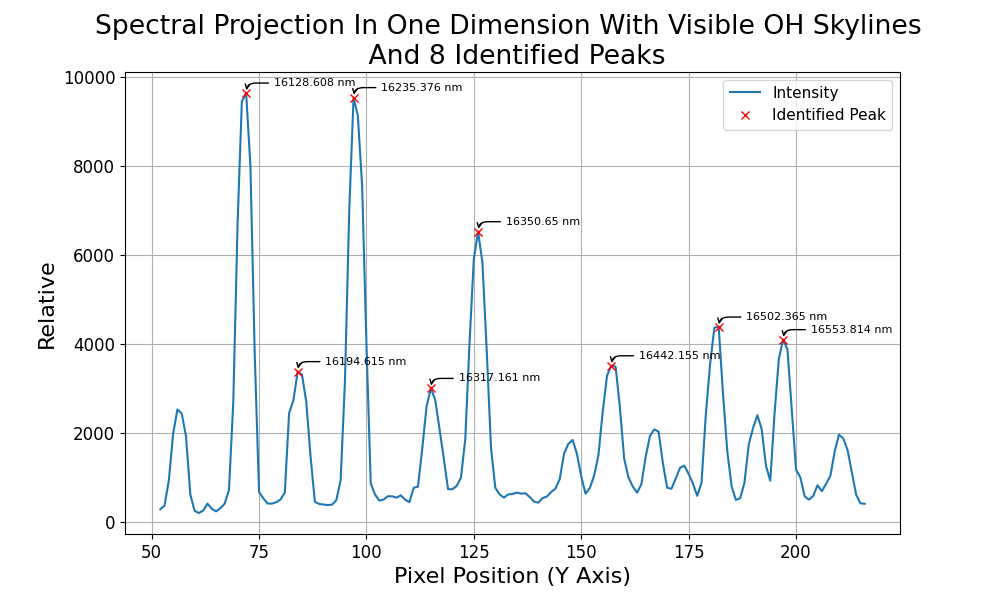 Spectral Projection In One Dimension With Visible OH Skylines
And 8 Identified Peaks
10000
8000
6000
4000
2000
0
Relative
16128.608 nm
16235.376 nm
16350.65 nm
16194.615 nm
16317.161 nm
16442.155 nm
16502.365 nm
16553.814 nm
Intensity
Identified Peak
50
75
100
125
150
175
200
Pixel Position (Y Axis)